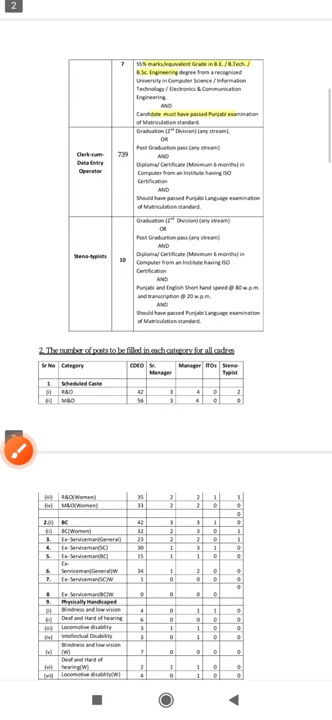 2
7
55% marks/equivalent Grade in B.E. / B.Tech. /
B.Sc. Engineering degree from a recognized
University in Computer Science / Information
Technology / Electronics & Communication
Engineering.
AND
Candidate must have passed Punjabi examination
of Matriculation standard.
Clerk-cum-
Data Entry
Operator
739
Graduation (2nd Division) (any stream),
OR
Post Graduation pass (any stream)
AND
Diploma/ Certificate (Minimum 6 months) in
Computer from an Institute having ISO
Certification
AND
Should have passed Punjabi Language examination
of Matriculation standard.
Steno-typists
10
Graduation (2nd Division) (any stream)
OR
Post Graduation pass (any stream)
AND
Diploma/ Certificate (Minimum 6 months) in
Computer from an Institute having ISO
Certification
AND
Punjabi and English Short hand speed @ 80 w.p.m.
and transcription @ 20 w.p.m.
AND
Should have passed Punjabi Language examination
of Matriculation standard.
2. The number of posts to be filled in each category for all cadres
Sr No Category CDEO Sr. Manager Manager ITOs Steno-Typist
1. Scheduled Caste
(i) R&O 42 3 4 0 2
(ii) M&O 56 3 4 0 0
(iii) R&O(Women) 35 2 2 1 1
(iv) M&O(Women) 33 2 2 0 0
0
2.(i) BC 42 3 3 1 0
(ii) BC(Women) 32 2 3 0 1
3. Ex-Serviceman(General) 23 2 2 0 1
4. Ex-Serviceman(SC) 30 1 3 1 0
5. Ex-Serviceman(BC) 15 1 1 0 0
Ex-
6. Serviceman(General)W 34 1 2 0 0
7. Ex-Serviceman(SC)W 1 0 0 0 0
0
8. Ex-Serviceman(BC)W 0 0 0 0
9. Physically Handicaped
(i) Blindness and low vision 4 0 1 1 0
(ii) Deaf and Hard of hearing 6 0 0 0 0
(iii) Locomotive disablity 3 1 1 0 0
(iv) Intellectual Disability 3 0 1 0 0
Blindness and low vision
(v) (W) 7 0 0 0 0
Deaf and Hard of
(vi) hearing(W) 2 1 1 0 0
(vii) Locomotive disablity(W) 4 0 1 0 0